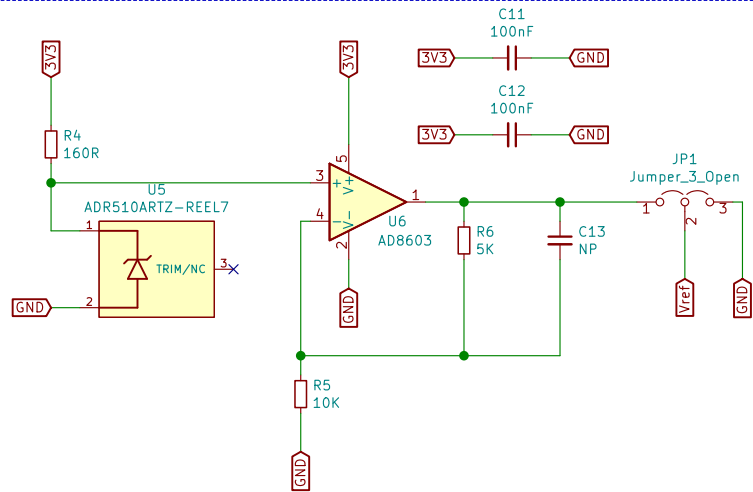 C11
100nF
3V3
GND
C12
100nF
3V3
GND
3V3
3V3
R4
160R
U5
ADR510ARTZ-REEL7
1
TRIM/NC
3
2
GND
3
+
5
V+
1
4
-
V-
2
U6
AD8603
GND
R6
5K
C13
NP
JP1
Jumper_3_Open
1
2
3
Vref
GND
R5
10K
GND